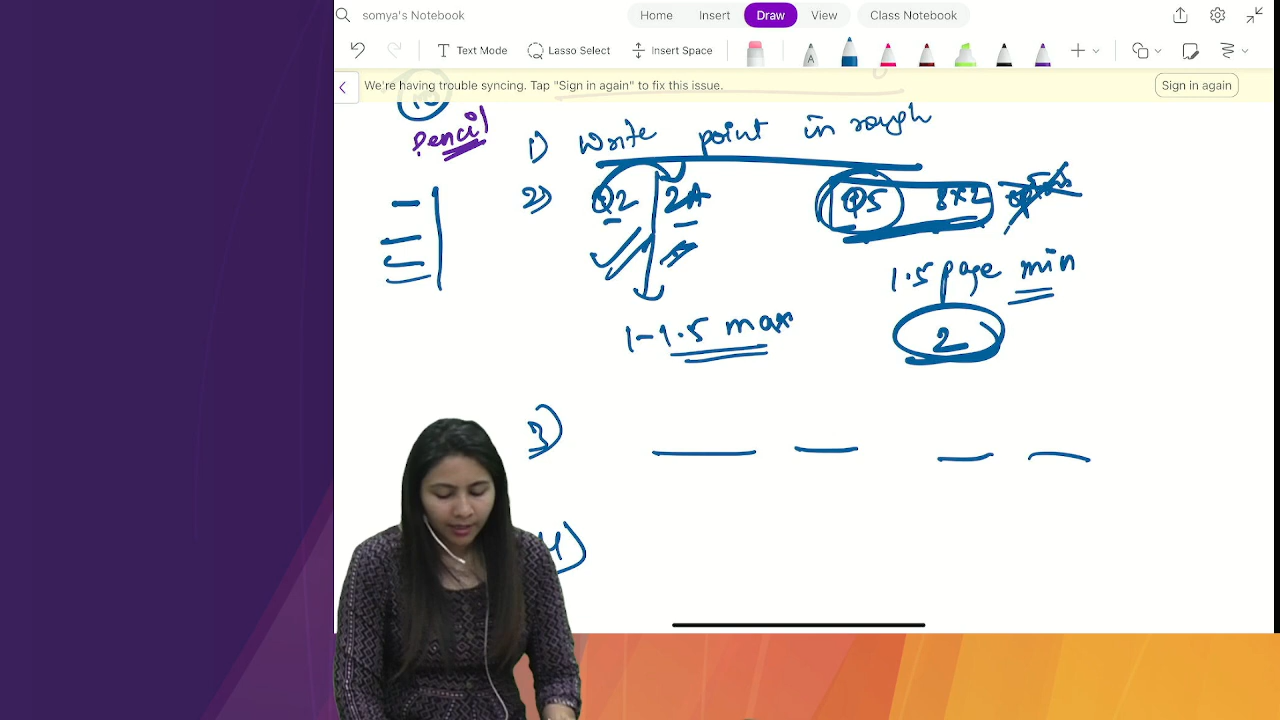 somya's Notebook
Home Insert Draw View Class Notebook
Text Mode Lasso Select Insert Space A
We're having trouble syncing. Tap "Sign in again" to fix this issue. Sign in again
Pencil
1) Write point in rough
2) Q2 2A Q5 8x2
1.5 page min
1-1.5 max
2
3)
4)